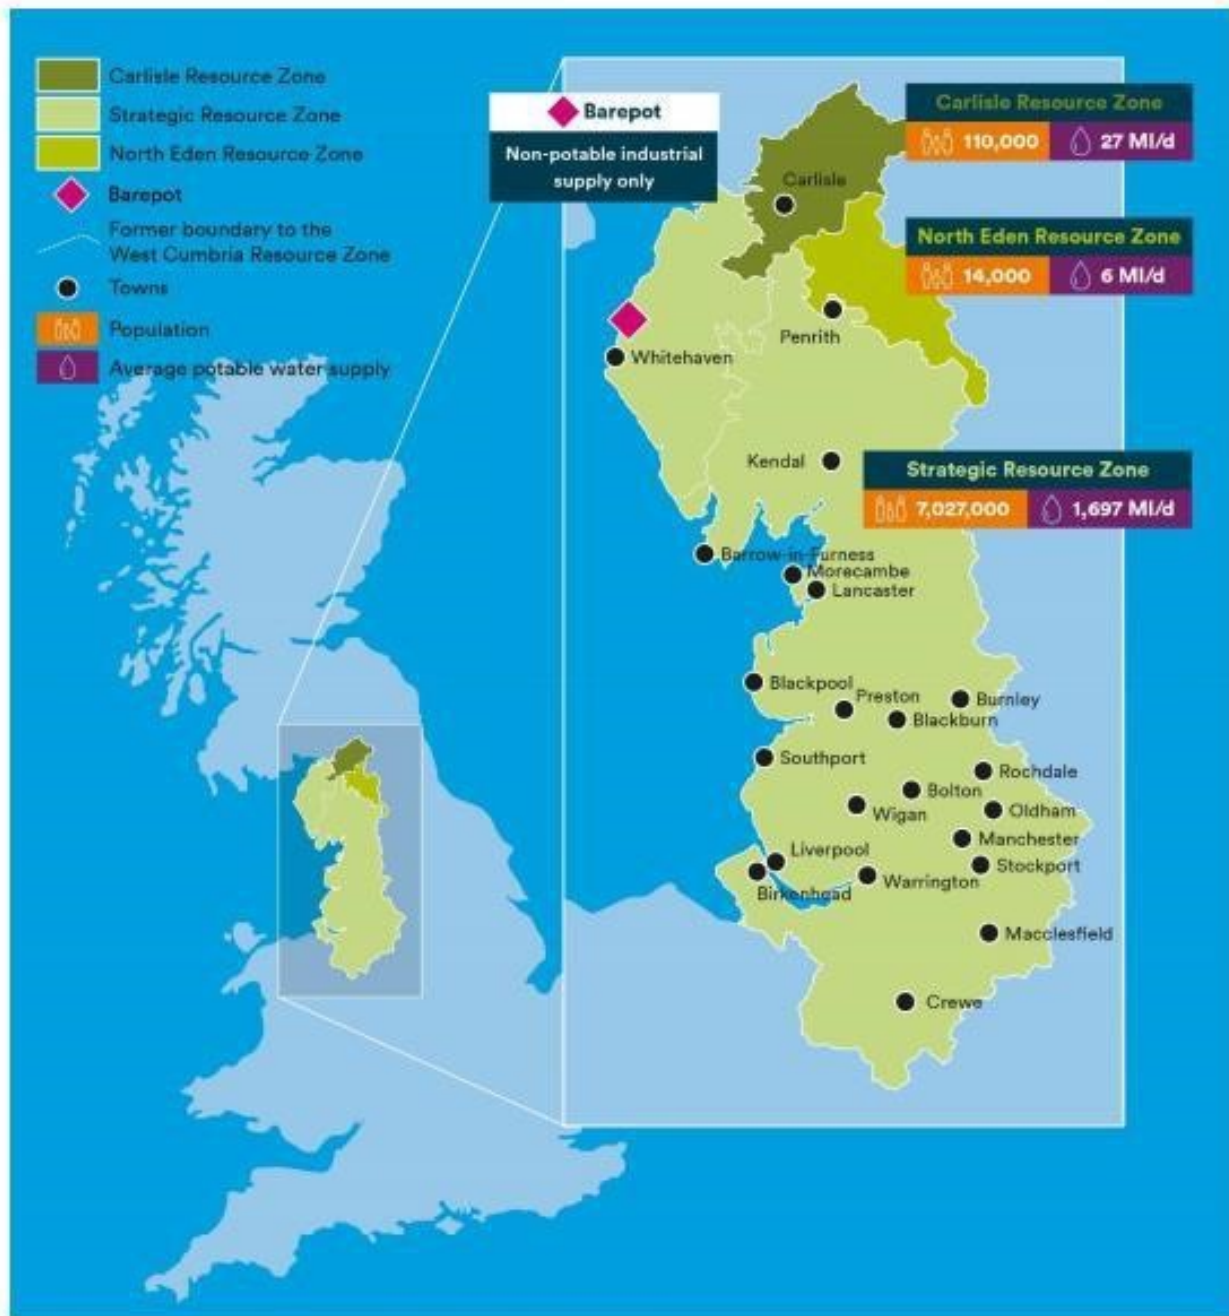 Carlisle Resource Zone
Strategic Resource Zone
North Eden Resource Zone
Barepot
Former boundary to the
West Cumbria Resource Zone
Towns
Population
Average potable water supply
Barepot
Non-potable industrial
supply only
Carlisle Resource Zone
110,000
27 Ml/d
North Eden Resource Zone
14,000
6 Ml/d
Strategic Resource Zone
7,027,000
1,697 Ml/d
Carlisle
Penrith
Whitehaven
Kendal
Barrow-in-Furness
Morecambe
Lancaster
Blackpool
Preston
Burnley
Blackburn
Southport
Rochdale
Bolton
Wigan
Oldham
Manchester
Liverpool
Stockport
Birkenhead
Warrington
Macclesfield
Crewe